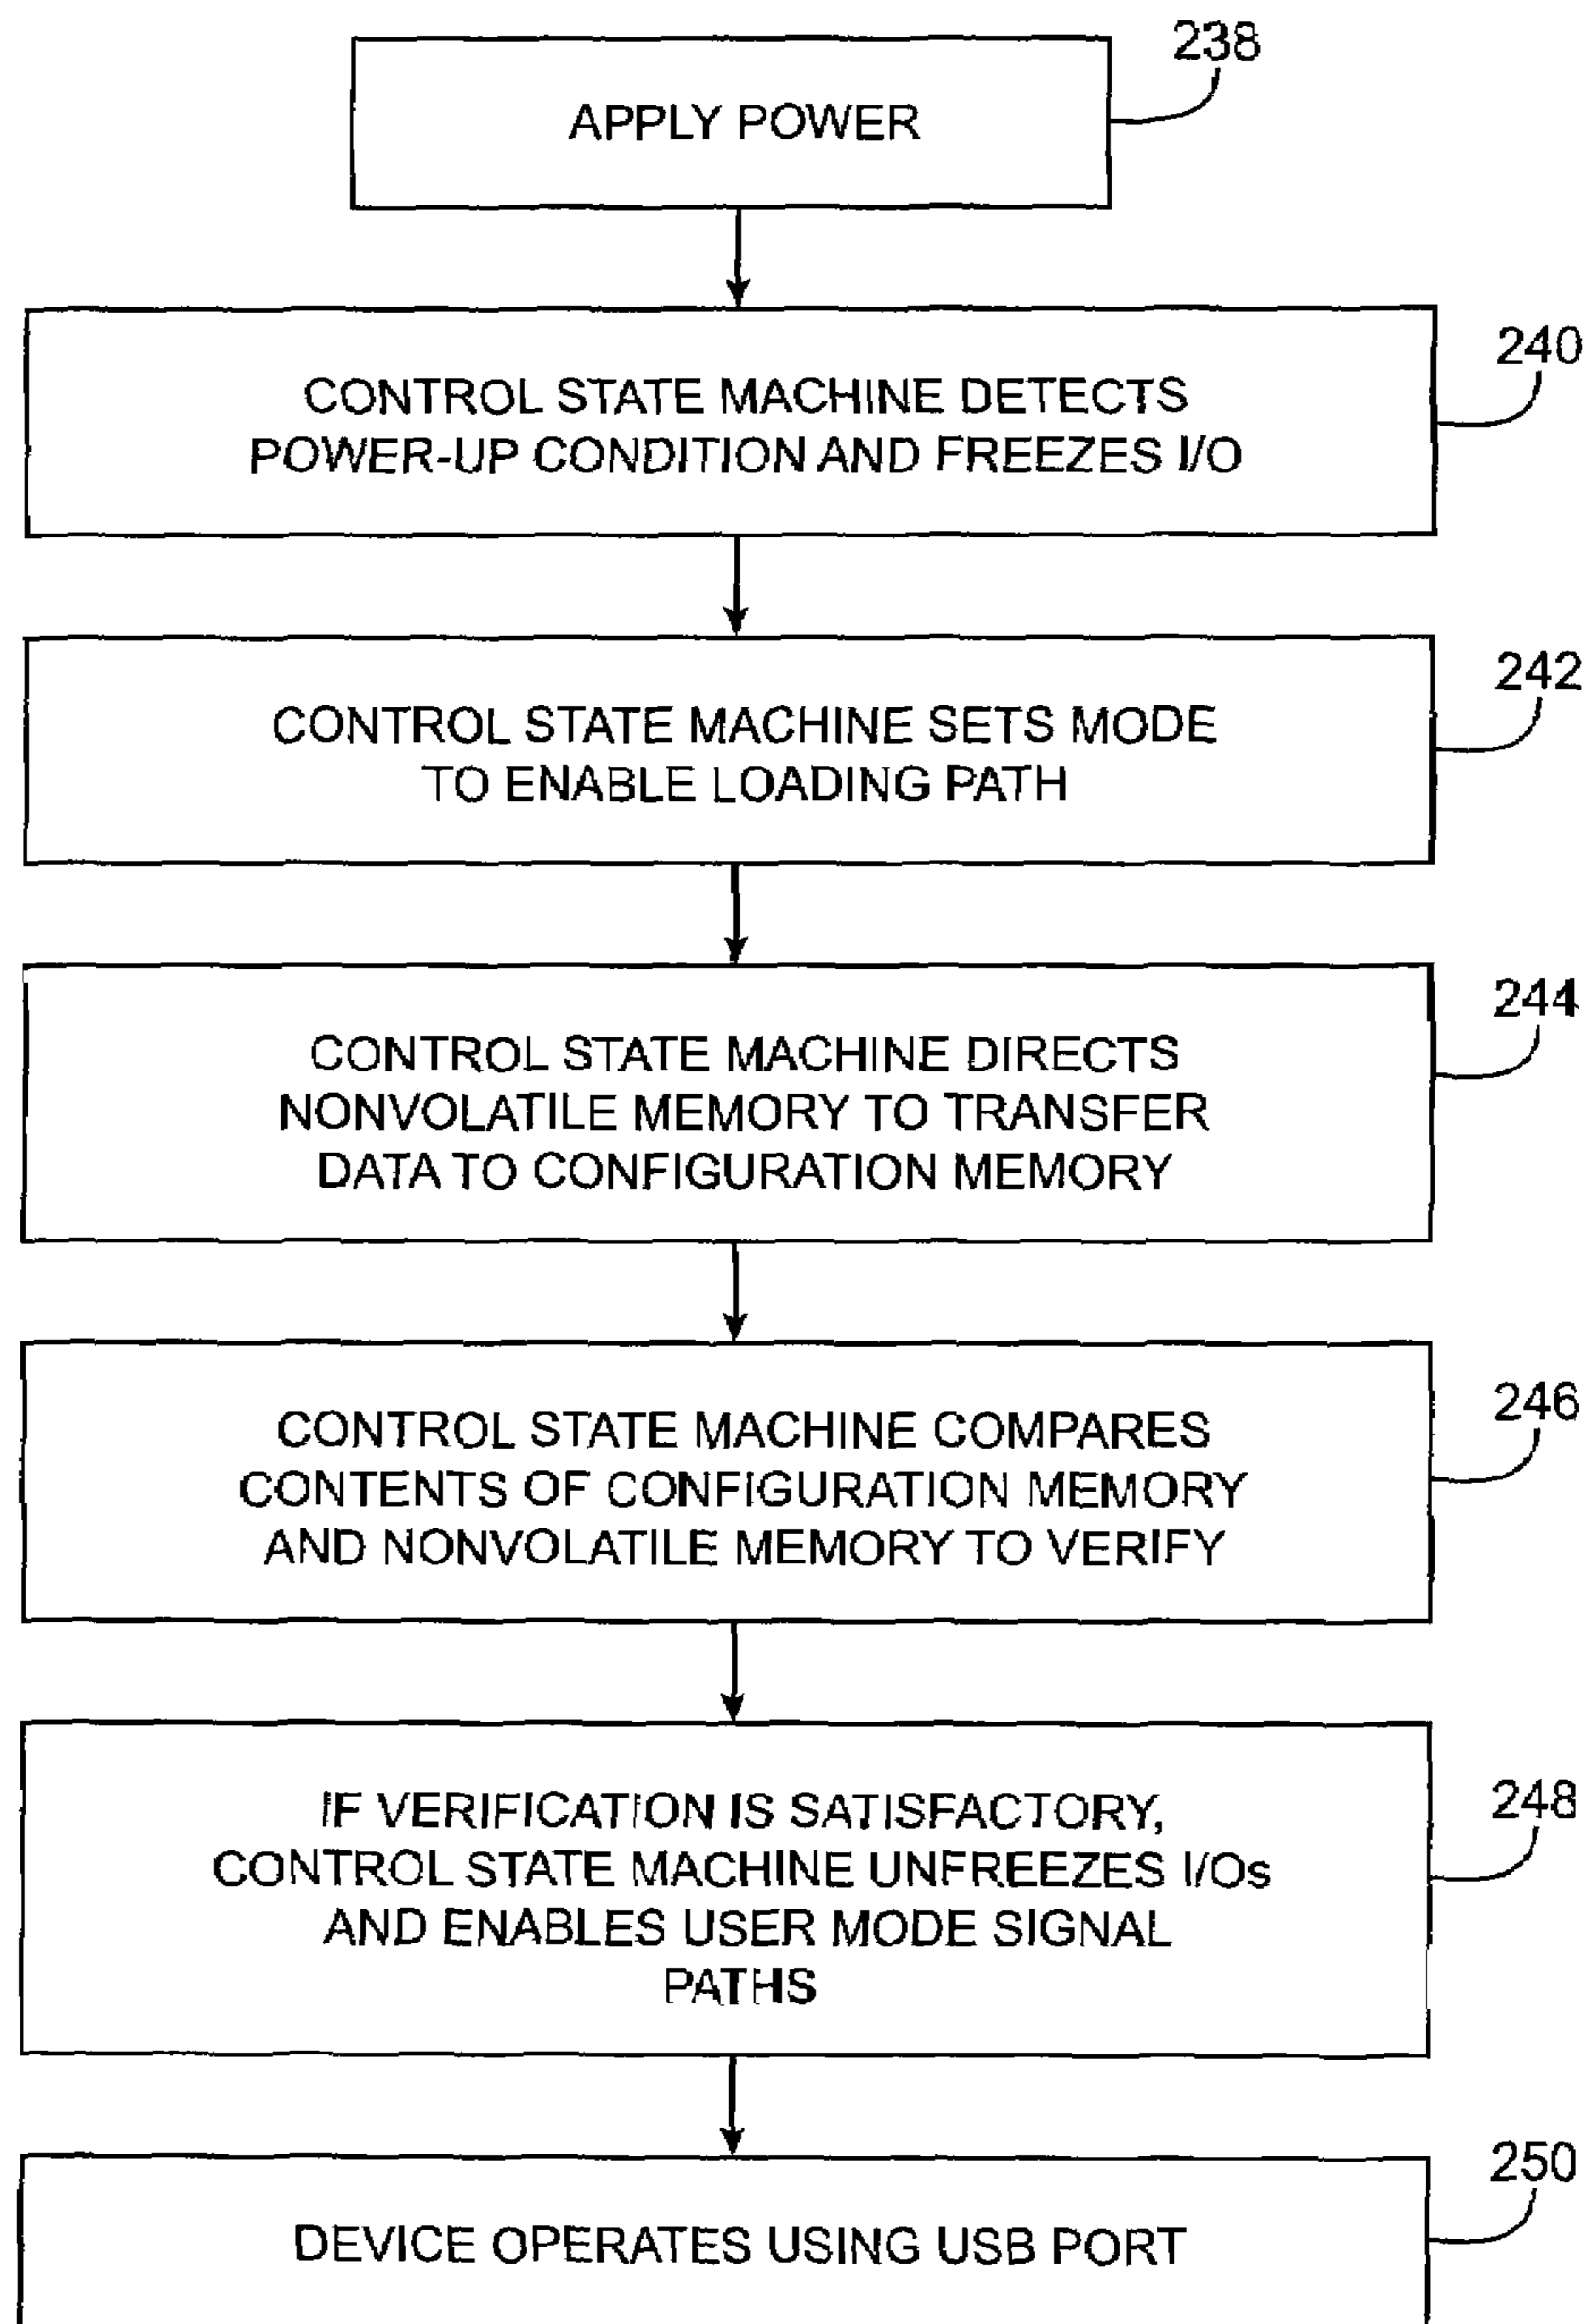 238
APPLY POWER
240
CONTROL STATE MACHINE DETECTS
POWER-UP CONDITION AND FREEZES I/O
242
CONTROL STATE MACHINE SETS MODE
TO ENABLE LOADING PATH
244
CONTROL STATE MACHINE DIRECTS
NONVOLATILE MEMORY TO TRANSFER
DATA TO CONFIGURATION MEMORY
246
CONTROL STATE MACHINE COMPARES
CONTENTS OF CONFIGURATION MEMORY
AND NONVOLATILE MEMORY TO VERIFY
248
IF VERIFICATION IS SATISFACTORY,
CONTROL STATE MACHINE UNFREEZES I/Os
AND ENABLES USER MODE SIGNAL
PATHS
250
DEVICE OPERATES USING USB PORT